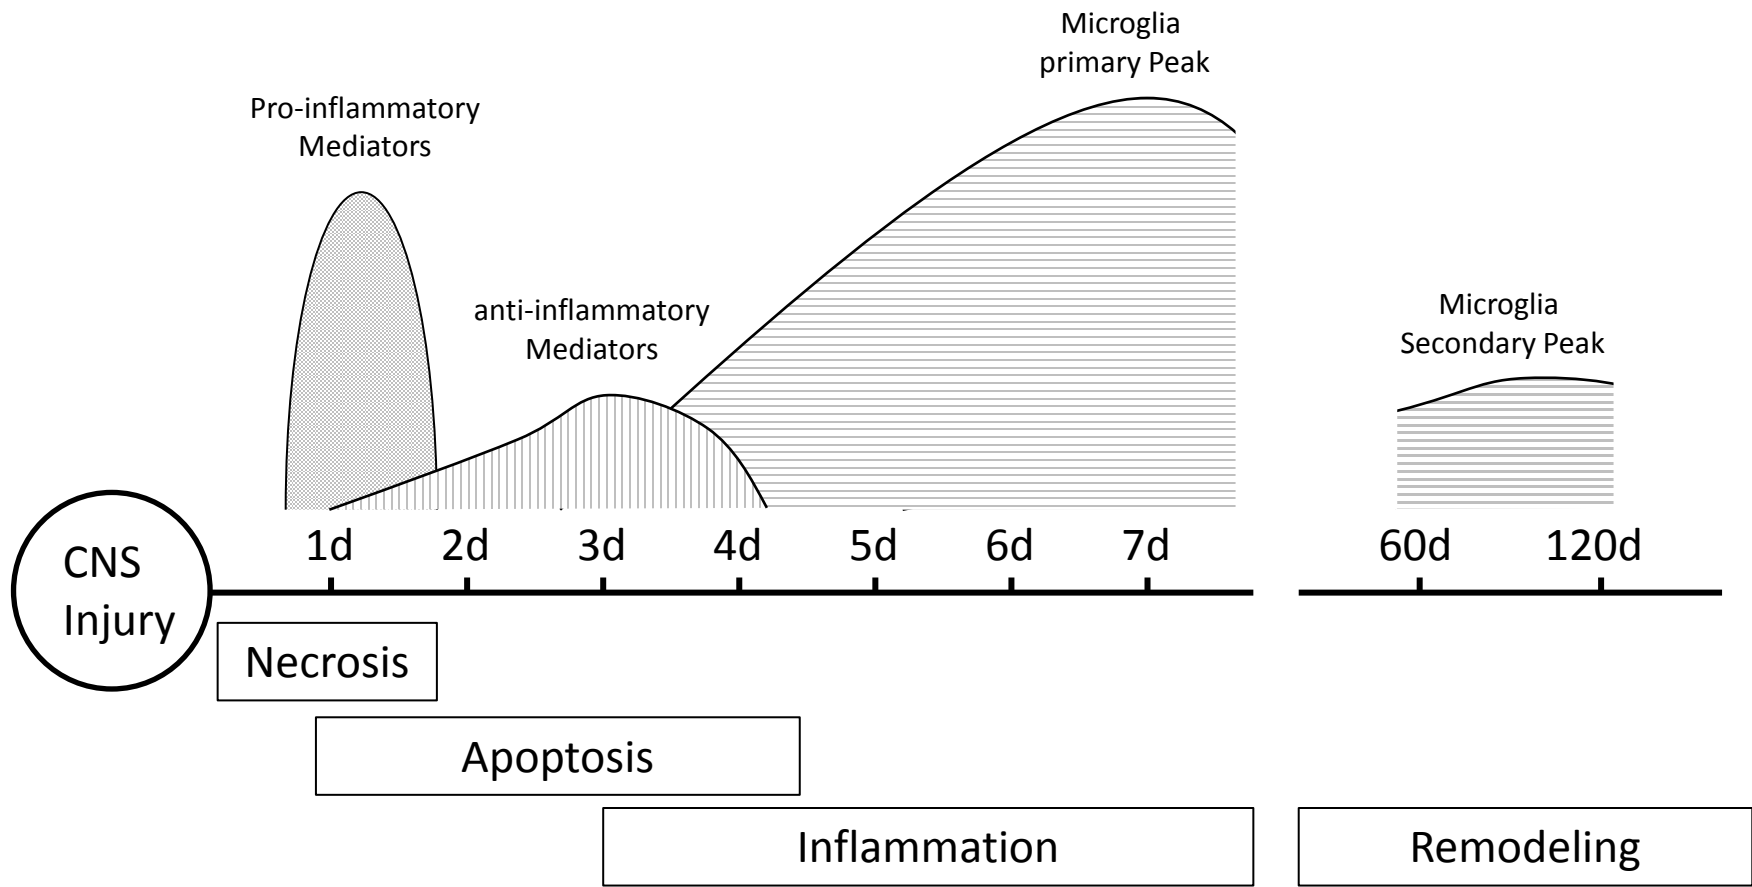 Microglia
primary Peak
Pro-inflammatory
Mediators
anti-inflammatory
Mediators
Microglia
Secondary Peak
1d 2d 3d 4d 5d 6d 7d 60d 120d
CNS
Injury
Necrosis
Apoptosis
Inflammation
Remodeling